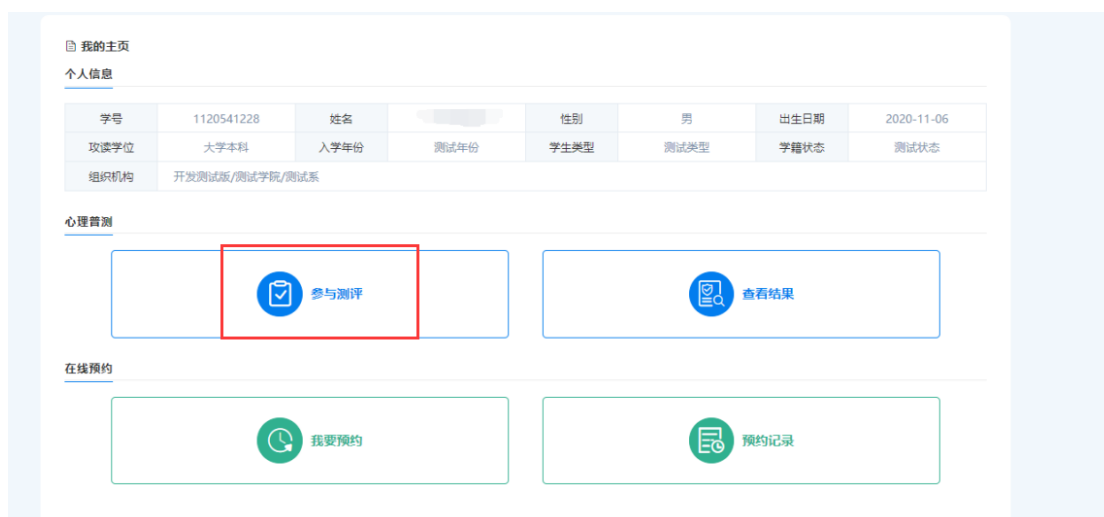 我的主页
个人信息
学号 1120541228 姓名 性别 男 出生日期 2020-11-06
攻读学位 大学本科 入学年份 测试年份 学生类型 测试类型 学籍状态 测试状态
组织机构 开发测试版/测试学院/测试系
心理普测
参与测评 查看结果
在线预约
我要预约 预约记录